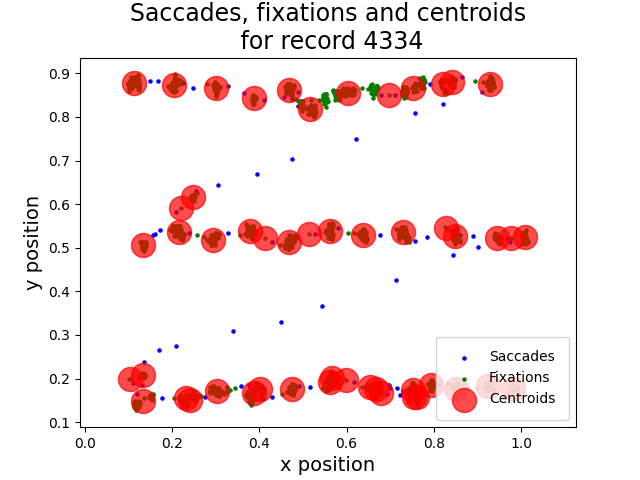 Saccades, fixations and centroids
for record 4334
0.9
0.8
0.7
0.6
0.5
0.4
0.3
0.2
0.1
y position
Saccades
Fixations
Centroids
0.0
0.2
0.4
0.6
0.8
1.0
x position